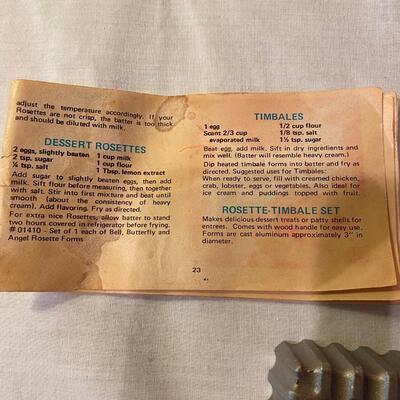 adjust the temperature accordingly. If your
Rosettes are not crisp, the batter is too thick
and should be diluted with milk.
DESSERT ROSETTES
2 eggs, slightly beaten 1 cup milk
2 tsp. sugar 1 cup flour
¼ tsp. salt 1 Tbsp. lemon extract
Add sugar to slightly beaten eggs, then add
milk. Sift flour before measuring, then together
with salt. Stir into first mixture and beat until
smooth (about the consistency of heavy
cream). Add flavoring. Fry as directed.
For extra nice Rosettes, allow batter to stand
two hours covered in refrigerator before frying.
#01410 - Set of 1 each of Bell, Butterfly and
Angel Rosette Forms
TIMBALES
1 egg 1/2 cup flour
Scant 2/3 cup 1/8 tsp. salt
evaporated milk 1½ tsp. sugar
Beat egg, add milk. Sift in dry ingredients and
mix well. (Batter will resemble heavy cream.)
Dip heated timbale forms into batter and fry as
directed. Suggested uses for Timbales:
When ready to serve, fill with creamed chicken,
crab, lobster, eggs or vegetables. Also ideal for
ice cream and puddings topped with fruit.
ROSETTE-TIMBALE SET
Makes delicious dessert treats or patty shells for
entrees. Comes with wood handle for easy use.
Forms are cast aluminum approximately 3" in
diameter.
23